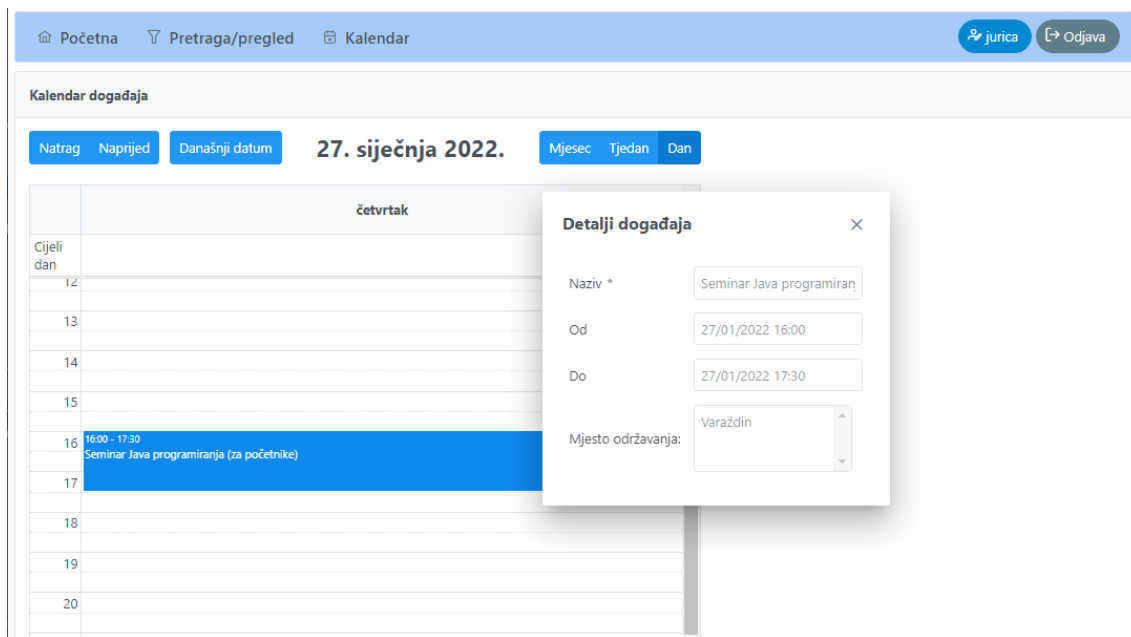 Početna Pretraga/pregled Kalendar jurica Odjava
Kalendar događaja
Natrag Naprijed Današnji datum 27. siječnja 2022. Mjesec Tjedan Dan
četvrtak
Cijeli
dan
12
13
14
15
16
17
18
19
20
16:00 - 17:30
Seminar Java programiranja (za početnike)
Detalji događaja
Naziv * Seminar Java programiran
Od 27/01/2022 16:00
Do 27/01/2022 17:30
Mjesto održavanja: Varaždin